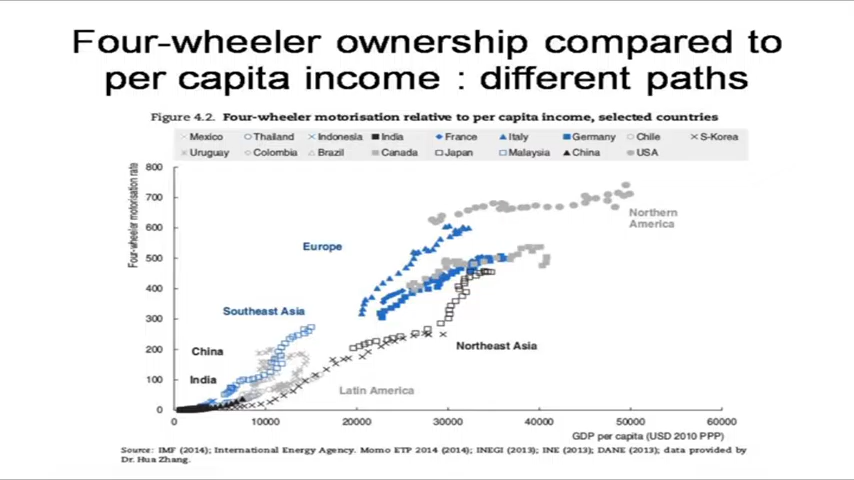 Four-wheeler ownership compared to
per capita income : different paths
Figure 4.2. Four-wheeler motorisation relative to per capita income, selected countries
Mexico Thailand Indonesia India France Italy Germany Chile S-Korea
Uruguay Colombia Brazil Canada Japan Malaysia China USA
Four-wheeler motorisation rate
800
700
600
500
400
300
200
100
0
Northern
America
Europe
Southeast Asia
China
Northeast Asia
India
Latin America
0 10000 20000 30000 40000 50000 60000
GDP per capita (USD 2010 PPP)
Source: IMF (2014); International Energy Agency. Momo ETP 2014 (2014); INEGI (2013); INE (2013); DANE (2013); data provided by
Dr. Hua Zhang.